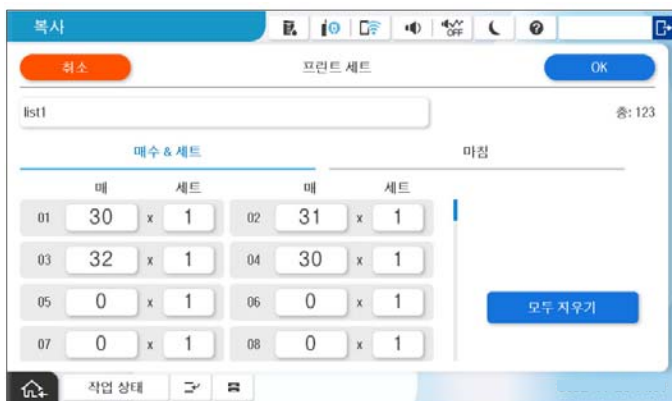 복사 OFF
취소 프린트 세트 OK
list1 총: 123
매수 & 세트 마침
매 세트 매 세트
01 30 x 1 02 31 x 1
03 32 x 1 04 30 x 1
05 0 x 1 06 0 x 1
모두 지우기
07 0 x 1 08 0 x 1
작업 상태